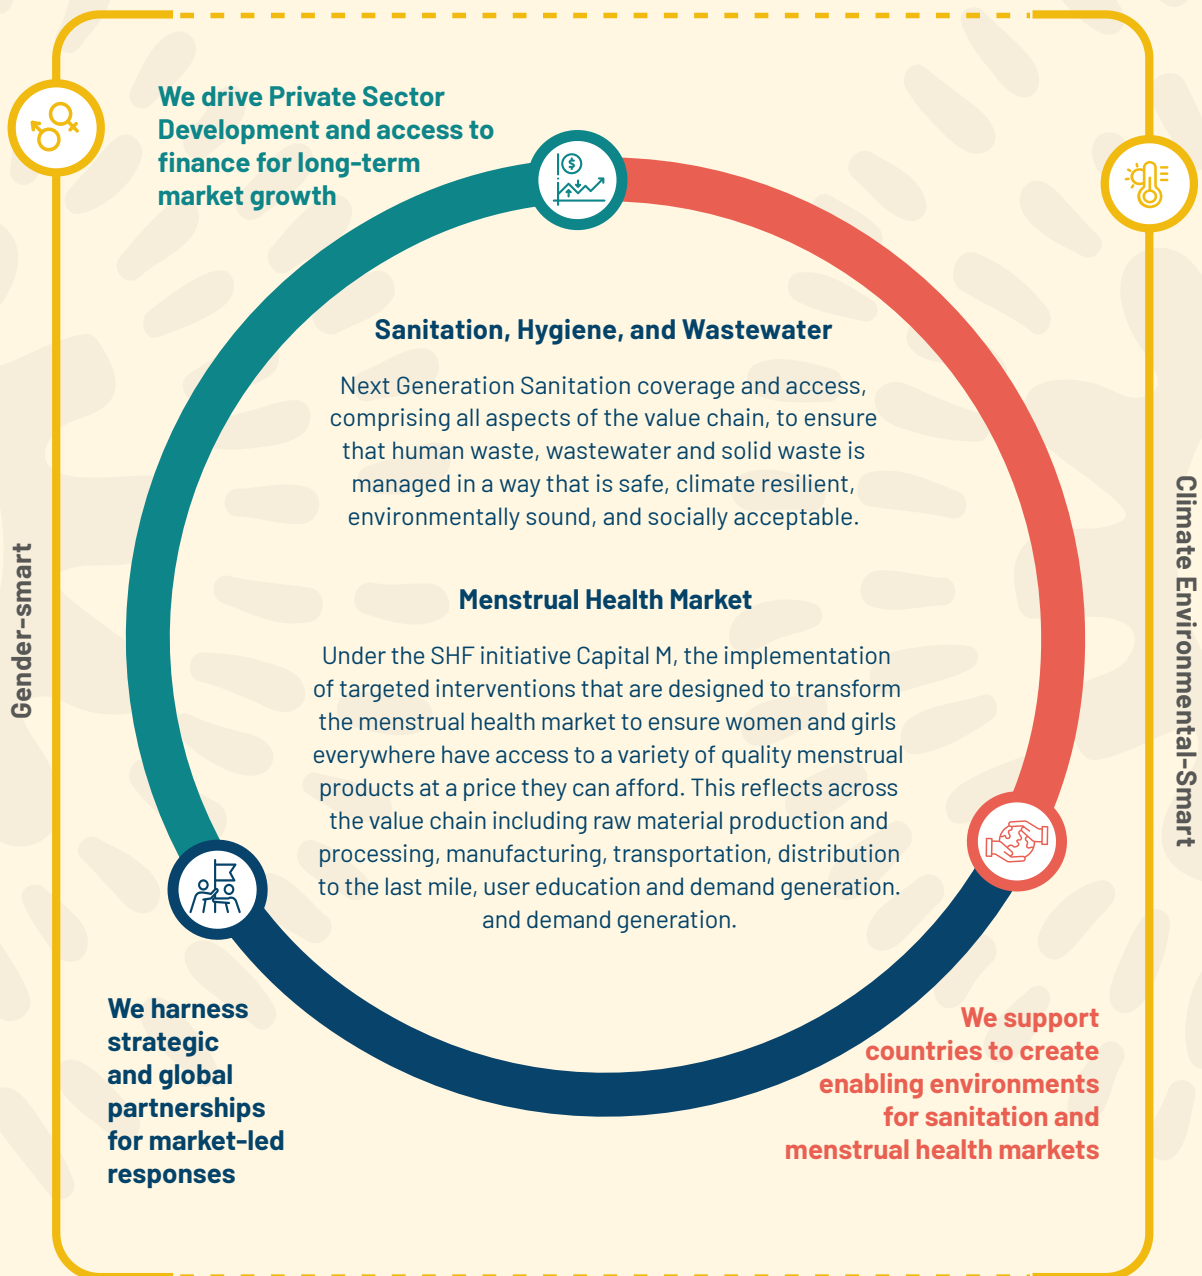 We drive Private Sector
Development and access to
finance for long-term
market growth
Sanitation, Hygiene, and Wastewater
Next Generation Sanitation coverage and access,
comprising all aspects of the value chain, to ensure
that human waste, wastewater and solid waste is
managed in a way that is safe, climate resilient,
environmentally sound, and socially acceptable.
Menstrual Health Market
Under the SHF initiative Capital M, the implementation
of targeted interventions that are designed to transform
the menstrual health market to ensure women and girls
everywhere have access to a variety of quality menstrual
products at a price they can afford. This reflects across
the value chain including raw material production and
processing, manufacturing, transportation, distribution
to the last mile, user education and demand generation.
and demand generation.
Gender-smart
Climate Environmental-Smart
We harness
strategic
and global
partnerships
for market-led
responses
We support
countries to create
enabling environments
for sanitation and
menstrual health markets